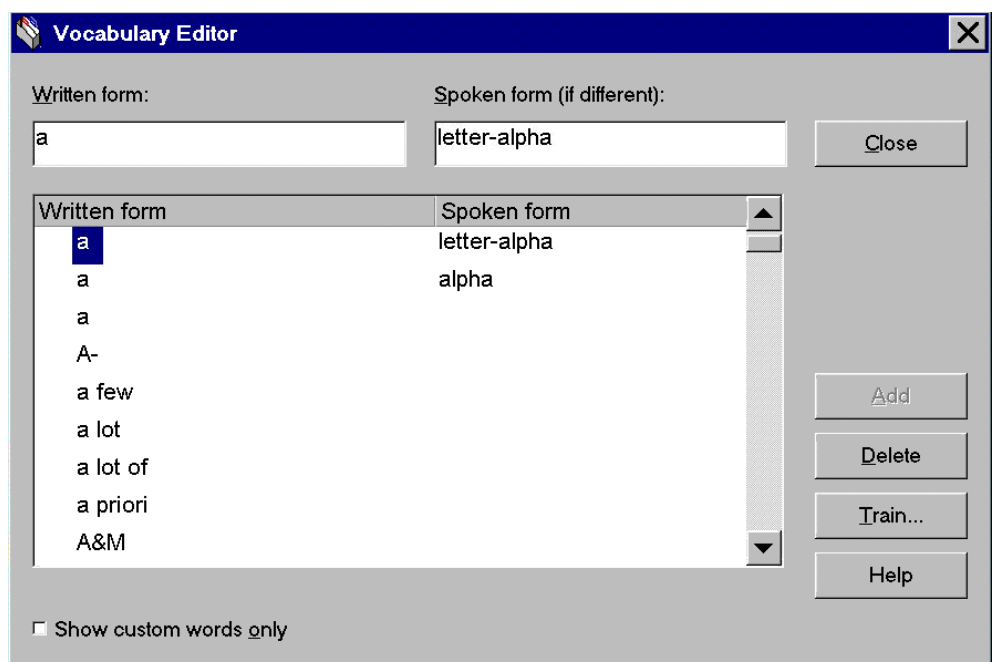 Vocabulary Editor
Written form: Spoken form (if different):
a letter-alpha Close
Written form Spoken form
a letter-alpha
a alpha
a
A-
a few
a lot
a lot of
a priori
A&M
Add
Delete
Train...
Help
Show custom words only